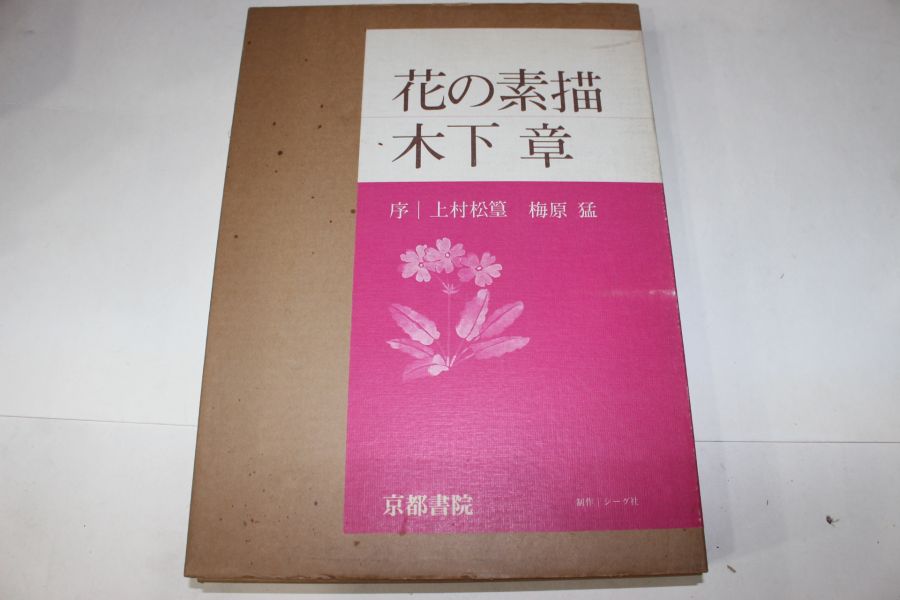 花の素描
木下 章
序｜上村松篁 梅原 猛
京都書院
制作｜シーグ社